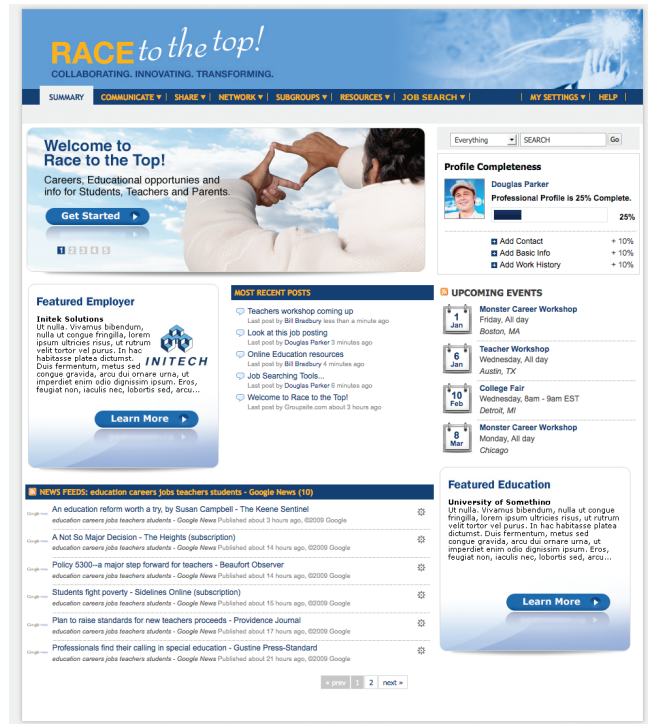 RACE to the top!
COLLABORATING. INNOVATING. TRANSFORMING.
SUMMARY COMMUNICATE ▼ | SHARE ▼ | NETWORK ▼ | SUBGROUPS ▼ | RESOURCES ▼ | JOB SEARCH ▼ | | MY SETTINGS ▼ | HELP |
Welcome to
Race to the Top!
Careers, Educational opportunies and
info for Students, Teachers and Parents.
Get Started
1 2 3 4 5
Everything SEARCH Go
Profile Completeness
Douglas Parker
Professional Profile is 25% Complete.
25%
Add Contact + 10%
Add Basic Info + 10%
Add Work History + 10%
Featured Employer
Initek Solutions
Ut nulla. Vivamus bibendum,
nulla ut congue fringilla, lorem
ipsum ultricies risus, ut rutrum
velit tortor vel purus. In hac
habitasse platea dictumst.
Duis fermentum, metus sed
congue gravida, arcu dui ornare urna, ut
imperdiet enim odio dignissim ipsum. Eros,
feugiat non, iaculis nec, lobortis sed, arcu...
INITECH
Learn More
MOST RECENT POSTS
Teachers workshop coming up
Last post by Bill Bradbury less than a minute ago
Look at this job posting
Last post by Douglas Parker 3 minutes ago
Online Education resources
Last post by Bill Bradbury 4 minutes ago
Job Searching Tools...
Last post by Douglas Parker 6 minutes ago
Welcome to Race to the Top!
Last post by Groupsite.com about 3 hours ago
UPCOMING EVENTS
1 Jan
Monster Career Workshop
Friday, All day
Boston, MA
6 Jan
Teacher Workshop
Wednesday, All day
Austin, TX
10 Feb
College Fair
Wednesday, 8am - 9am EST
Detroit, MI
8 Mar
Monster Career Workshop
Monday, All day
Chicago
NEWS FEEDS: education careers jobs teachers students - Google News (10)
An education reform worth a try, by Susan Campbell - The Keene Sentinel
education careers jobs teachers students - Google News Published about 3 hours ago, ©2009 Google
A Not So Major Decision - The Heights (subscription)
education careers jobs teachers students - Google News Published about 14 hours ago, ©2009 Google
Policy 5300--a major step forward for teachers - Beaufort Observer
education careers jobs teachers students - Google News Published about 14 hours ago, ©2009 Google
Students fight poverty - Sidelines Online (subscription)
education careers jobs teachers students - Google News Published about 15 hours ago, ©2009 Google
Plan to raise standards for new teachers proceeds - Providence Journal
education careers jobs teachers students - Google News Published about 17 hours ago, ©2009 Google
Professionals find their calling in special education - Gustine Press-Standard
education careers jobs teachers students - Google News Published about 21 hours ago, ©2009 Google
« prev 1 2 next »
Featured Education
University of Something
Ut nulla. Vivamus bibendum, nulla ut congue
fringilla, lorem ipsum ultricies risus, ut rutrum
velit tortor vel purus. In hac habitasse platea
dictumst. Duis fermentum, metus sed
congue gravida, arcu dui ornare urna, ut
imperdiet enim odio dignissim ipsum. Eros,
feugiat non, iaculis nec, lobortis sed, arcu...
Learn More